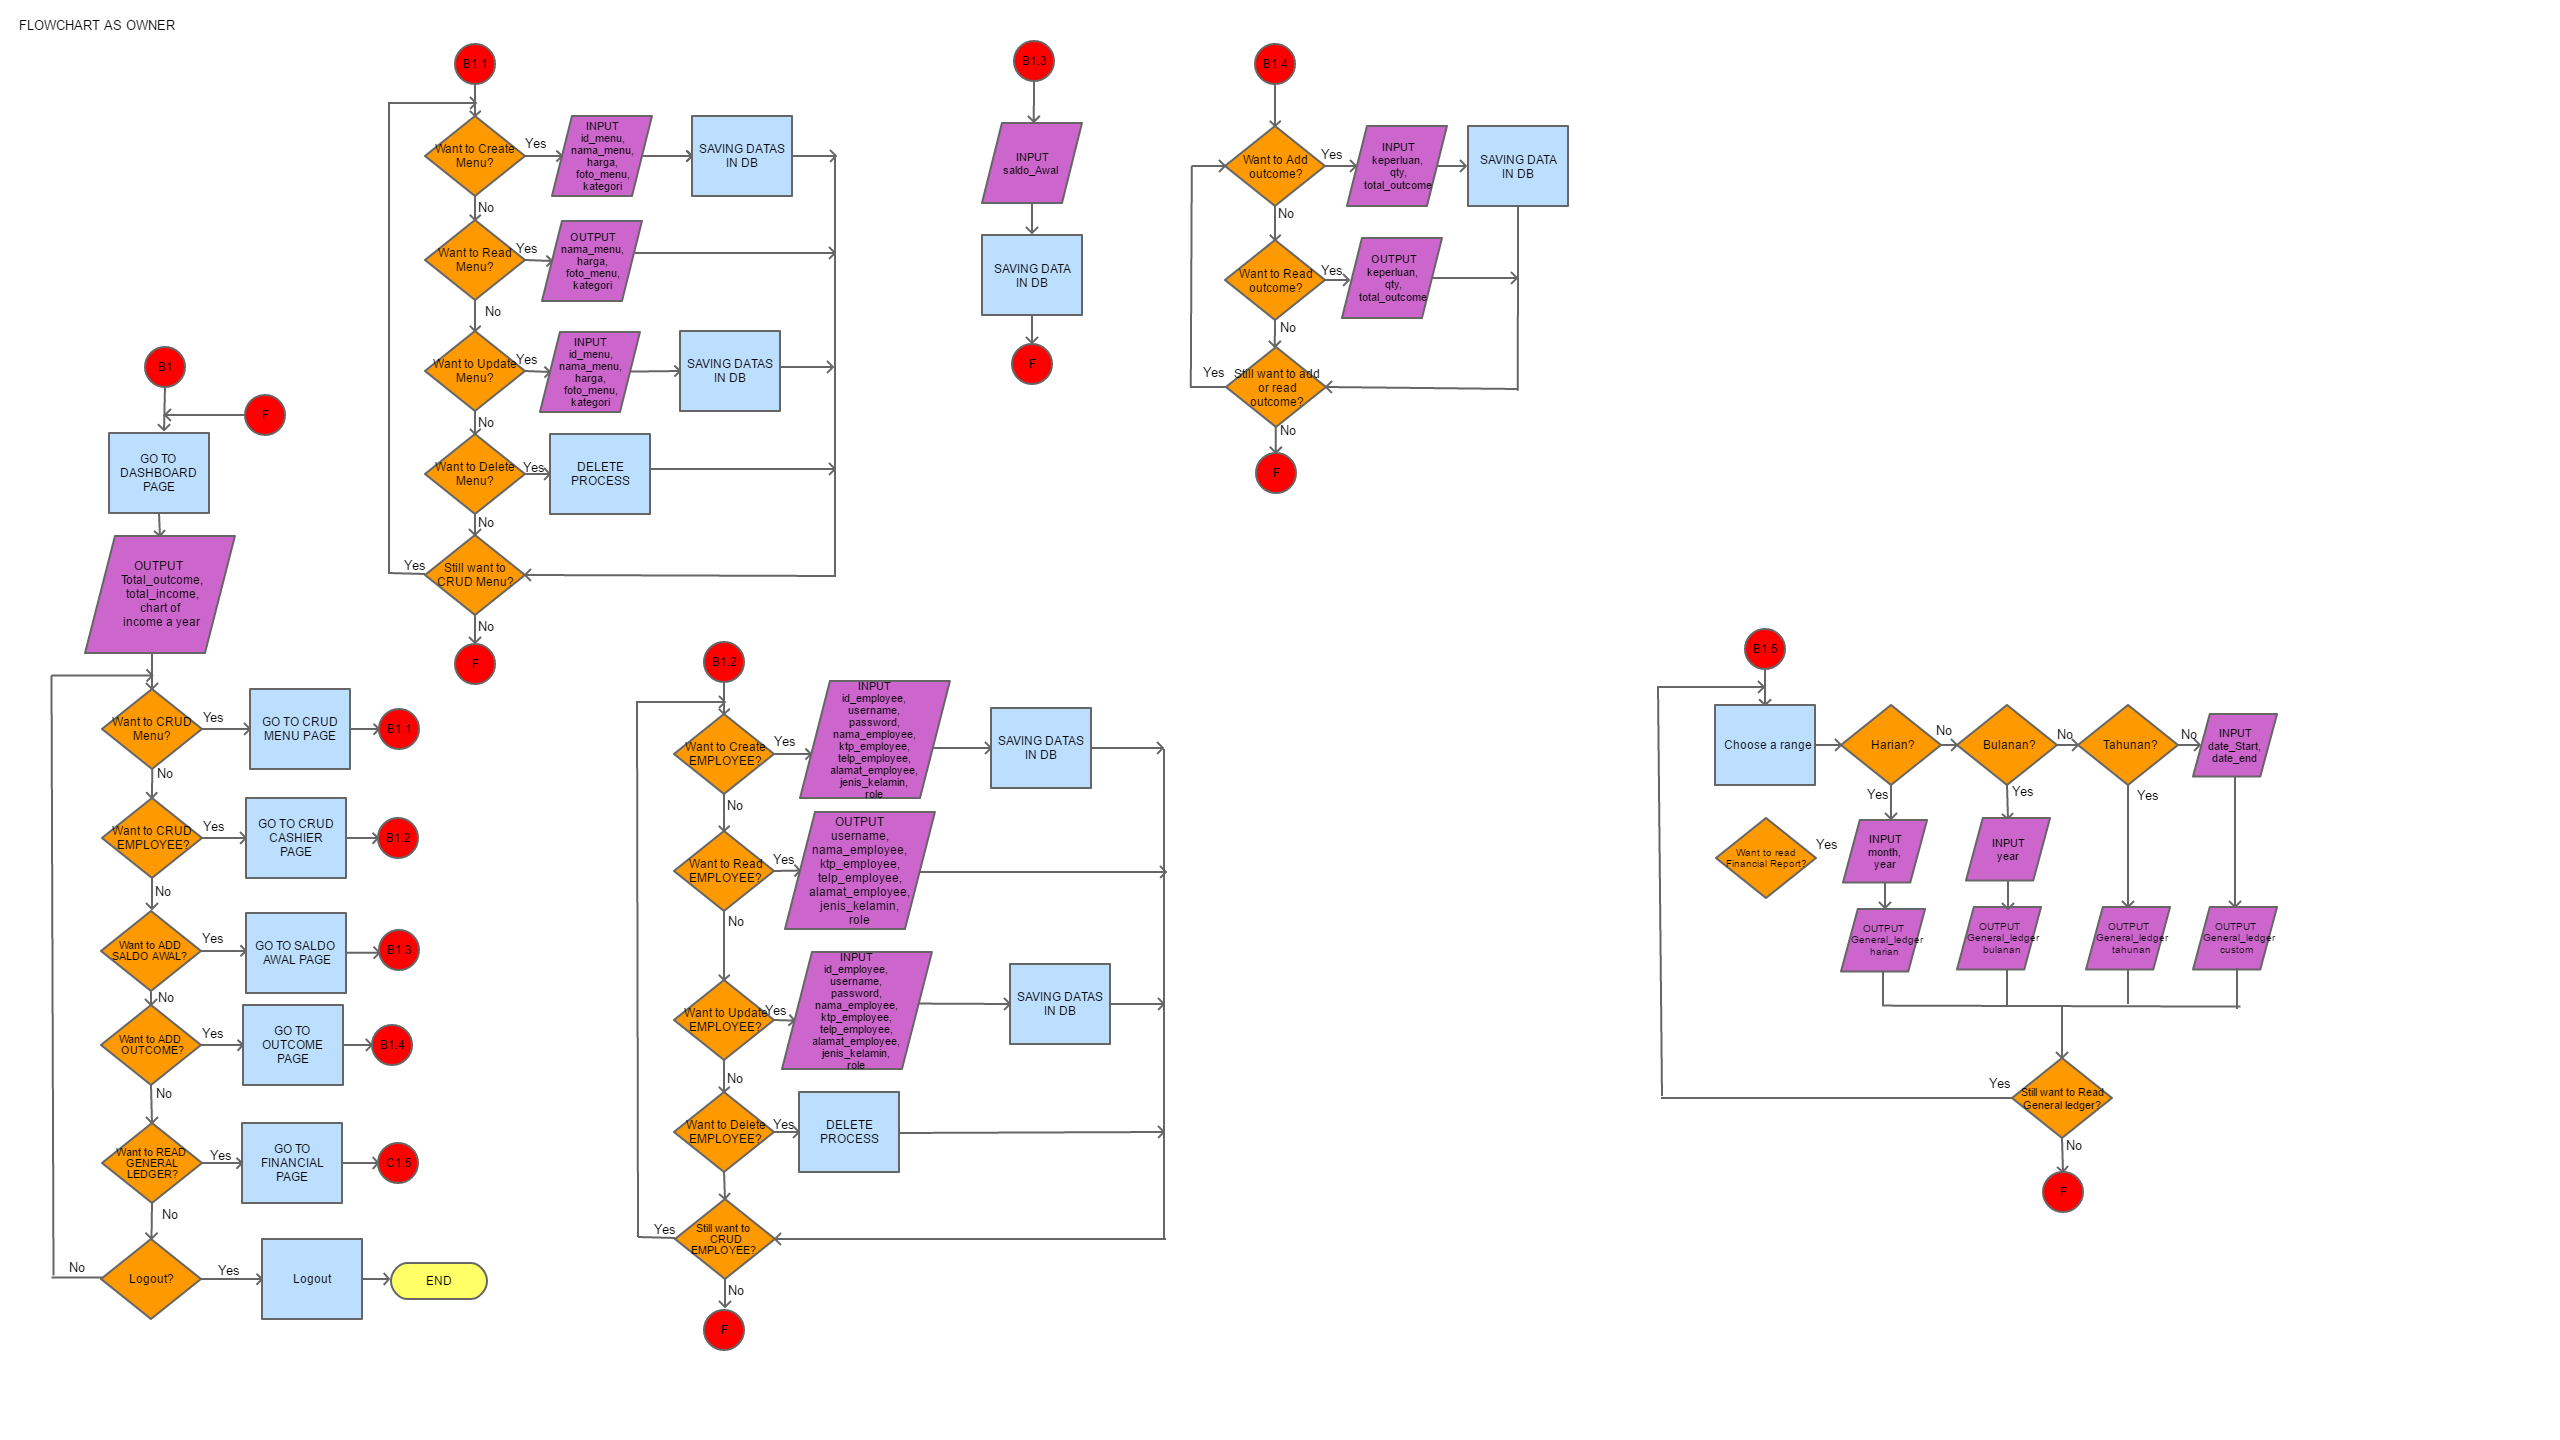 FLOWCHART AS OWNER
B1
F
GO TO
DASHBOARD
PAGE
OUTPUT
Total_outcome,
total_income,
chart of
income a year
Want to CRUD
Menu?
Yes
GO TO CRUD
MENU PAGE
B1.1
No
Want to CRUD
EMPLOYEE?
Yes
GO TO CRUD
CASHIER
PAGE
B1.2
No
Want to ADD
SALDO AWAL?
Yes
GO TO SALDO
AWAL PAGE
B1.3
No
Want to ADD
OUTCOME?
Yes
GO TO
OUTCOME
PAGE
B1.4
No
Want to READ
GENERAL
LEDGER?
Yes
GO TO
FINANCIAL
PAGE
C1.5
No
Logout?
No
Yes
Logout
END
B1.1
Want to Create
Menu?
Yes
INPUT
id_menu,
nama_menu,
harga,
foto_menu,
kategori
SAVING DATAS
IN DB
No
Want to Read
Menu?
Yes
OUTPUT
nama_menu,
harga,
foto_menu,
kategori
No
Want to Update
Menu?
Yes
INPUT
id_menu,
nama_menu,
harga,
foto_menu,
kategori
SAVING DATAS
IN DB
No
Want to Delete
Menu?
Yes
DELETE
PROCESS
No
Still want to
CRUD Menu?
Yes
No
F
B1.2
Want to Create
EMPLOYEE?
Yes
INPUT
id_employee,
username,
password,
nama_employee,
ktp_employee,
telp_employee,
alamat_employee,
jenis_kelamin,
role
SAVING DATAS
IN DB
No
Want to Read
EMPLOYEE?
Yes
OUTPUT
username,
nama_employee,
ktp_employee,
telp_employee,
alamat_employee,
jenis_kelamin,
role
No
Want to Update
EMPLOYEE?
Yes
INPUT
id_employee,
username,
password,
nama_employee,
ktp_employee,
telp_employee,
alamat_employee,
jenis_kelamin,
role
SAVING DATAS
IN DB
No
Want to Delete
EMPLOYEE?
Yes
DELETE
PROCESS
Still want to
CRUD
EMPLOYEE?
Yes
No
F
B1.3
INPUT
saldo_Awal
SAVING DATA
IN DB
F
B1.4
Want to Add
outcome?
Yes
INPUT
keperluan,
qty,
total_outcome
SAVING DATA
IN DB
No
Want to Read
outcome?
Yes
OUTPUT
keperluan,
qty,
total_outcome
No
Still want to add
or read
outcome?
Yes
No
F
B1.5
Choose a range
Harian?
No
Bulanan?
No
Tahunan?
No
INPUT
date_Start,
date_end
Yes
Yes
Yes
Want to read
Financial Report?
Yes
INPUT
month,
year
INPUT
year
OUTPUT
General_ledger
harian
OUTPUT
General_ledger
bulanan
OUTPUT
General_ledger
tahunan
OUTPUT
General_ledger
custom
Still want to Read
General ledger?
Yes
No
F